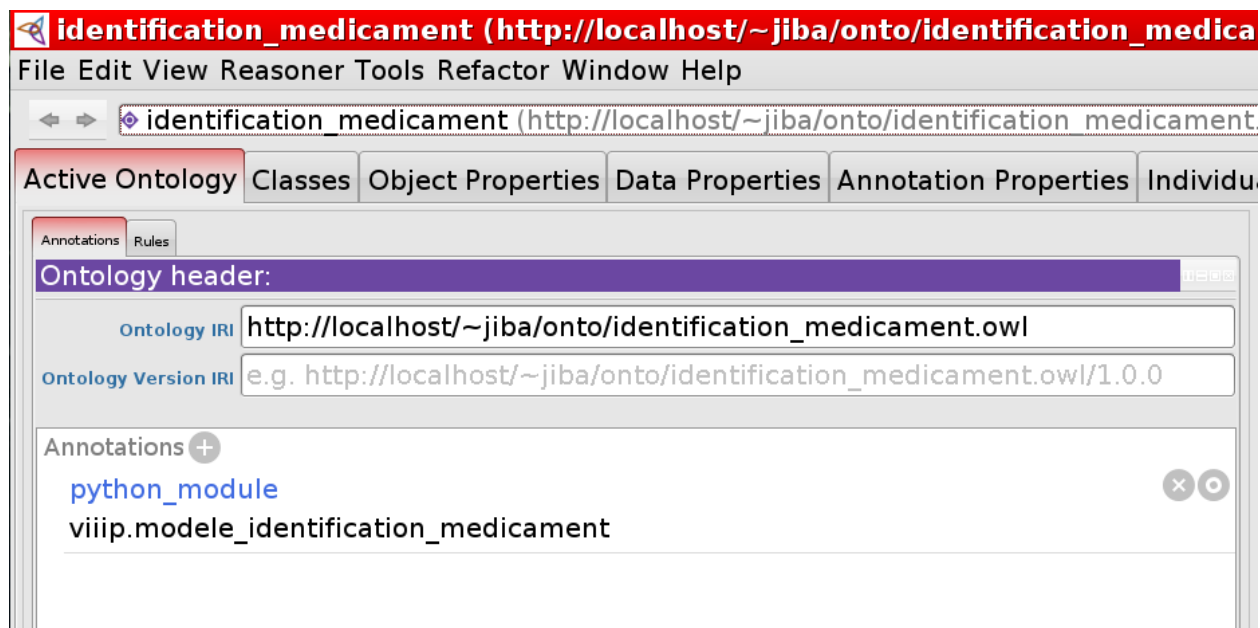 identification_medicament (http://localhost/~jiba/onto/identification_medica
File Edit View Reasoner Tools Refactor Window Help
identification_medicament (http://localhost/~jiba/onto/identification_medicament.
Active Ontology Classes Object Properties Data Properties Annotation Properties Individua
Annotations Rules
Ontology header:
Ontology IRI http://localhost/~jiba/onto/identification_medicament.owl
Ontology Version IRI e.g. http://localhost/~jiba/onto/identification_medicament.owl/1.0.0
Annotations
python_module
viiip.modele_identification_medicament